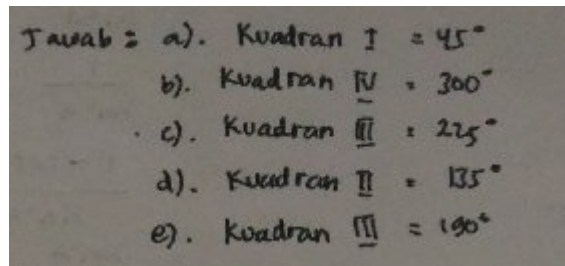 Jawab : a). Kuadran I = 45°
b). Kuadran IV = 300°
c). Kuadran III = 225°
d). Kuadran II = 135°
e). Kuadran III = 190°